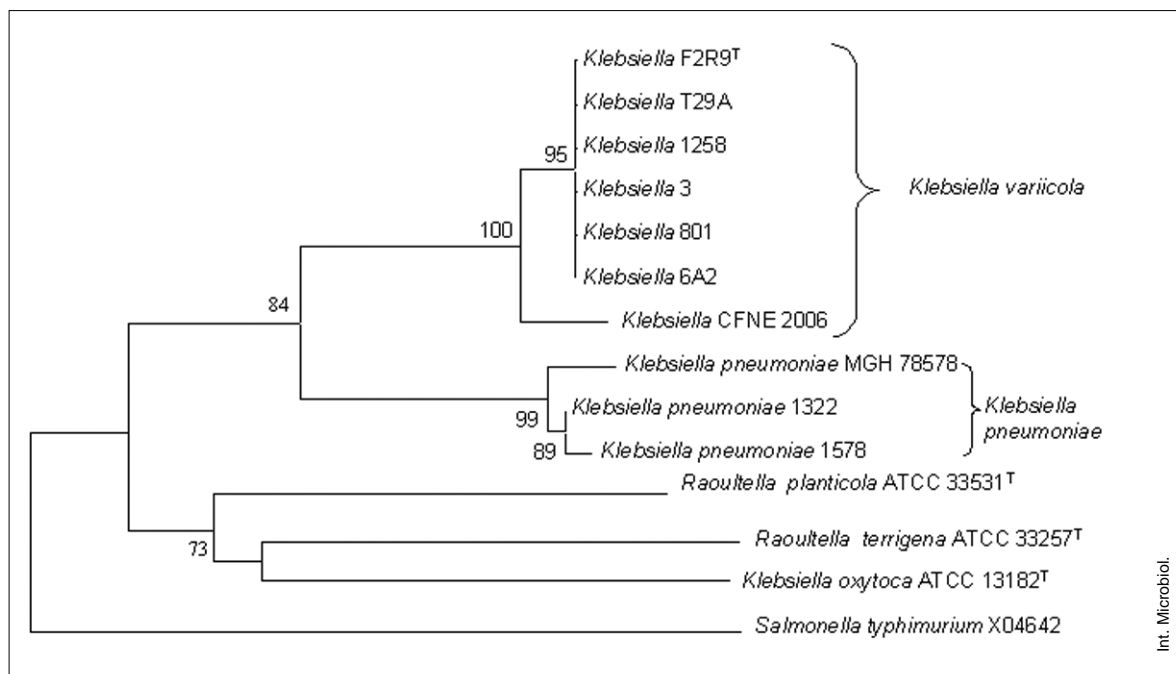 Klebsiella F2R9ᵀ
Klebsiella T29A
Klebsiella 1258
95
Klebsiella 3
Klebsiella variicola
Klebsiella 801
100
Klebsiella 6A2
84
Klebsiella CFNE 2006
Klebsiella pneumoniae MGH 78578
Klebsiella pneumoniae 1322
Klebsiella
pneumoniae
99
89
Klebsiella pneumoniae 1578
Raoultella planticola ATCC 33531ᵀ
73
Raoultella terrigena ATCC 33257ᵀ
Klebsiella oxytoca ATCC 13182ᵀ
Salmonella typhimurium X04642
Int. Microbiol.